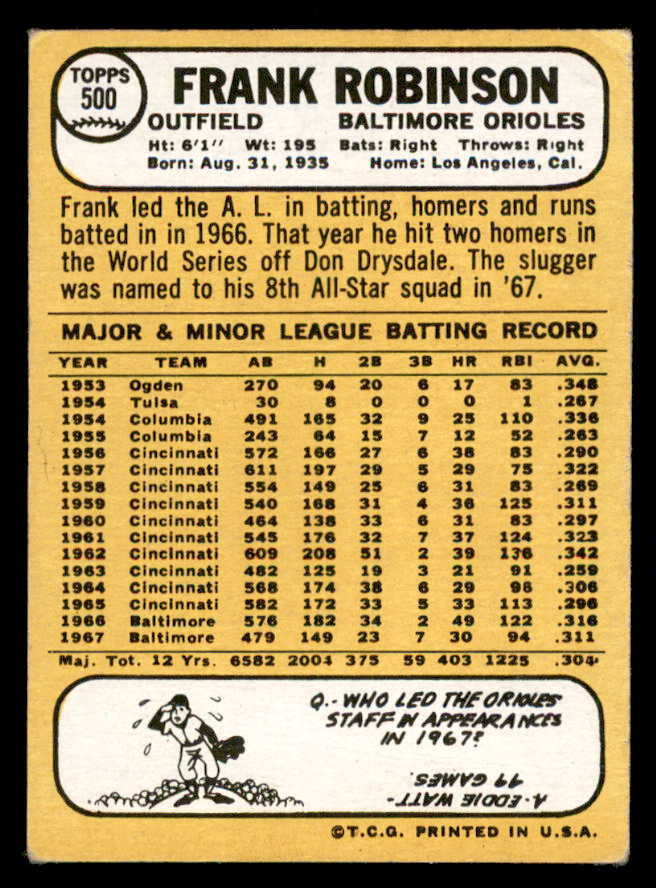 TOPPS
500
FRANK ROBINSON
OUTFIELD BALTIMORE ORIOLES
Ht: 6'1" Wt: 195 Bats: Right Throws: Right
Born: Aug. 31, 1935 Home: Los Angeles, Cal.
Frank led the A. L. in batting, homers and runs
batted in in 1966. That year he hit two homers in
the World Series off Don Drysdale. The slugger
was named to his 8th All-Star squad in '67.
MAJOR & MINOR LEAGUE BATTING RECORD
YEAR TEAM AB H 2B 3B HR RBI AVG.
1953 Ogden 270 94 20 6 17 83 .348
1954 Tulsa 30 8 0 0 0 1 .267
1954 Columbia 491 165 32 9 25 110 .336
1955 Columbia 243 64 15 7 12 52 .263
1956 Cincinnati 572 166 27 6 38 83 .290
1957 Cincinnati 611 197 29 5 29 75 .322
1958 Cincinnati 554 149 25 6 31 83 .269
1959 Cincinnati 540 168 31 4 36 125 .311
1960 Cincinnati 464 138 33 6 31 83 .297
1961 Cincinnati 545 176 32 7 37 124 .323
1962 Cincinnati 609 208 51 2 39 136 .342
1963 Cincinnati 482 125 19 3 21 91 .259
1964 Cincinnati 568 174 38 6 29 96 .306
1965 Cincinnati 582 172 33 5 33 113 .296
1966 Baltimore 576 182 34 2 49 122 .316
1967 Baltimore 479 149 23 7 30 94 .311
Maj. Tot. 12 Yrs. 6582 2004 375 59 403 1225 .304
Q.-WHO LED THE ORIOLES
STAFF IN APPEARANCES
IN 1967?
A-EDDIE WATT-
49 GAMES.
©T.C.G. PRINTED IN U.S.A.